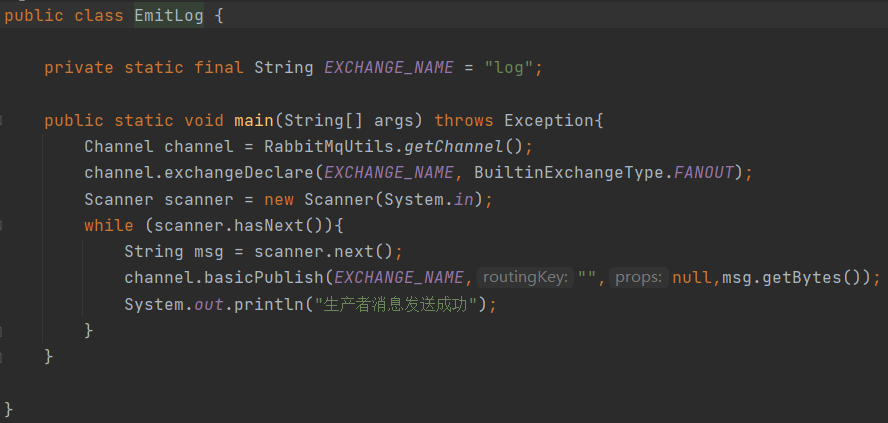 public class EmitLog {
private static final String EXCHANGE_NAME = "log";
public static void main(String[] args) throws Exception{
Channel channel = RabbitMqUtils.getChannel();
channel.exchangeDeclare(EXCHANGE_NAME, BuiltinExchangeType.FANOUT);
Scanner scanner = new Scanner(System.in);
while (scanner.hasNext()){
String msg = scanner.next();
channel.basicPublish(EXCHANGE_NAME, routingKey: "", props: null,msg.getBytes());
System.out.println("生产者消息发送成功");
}
}
}